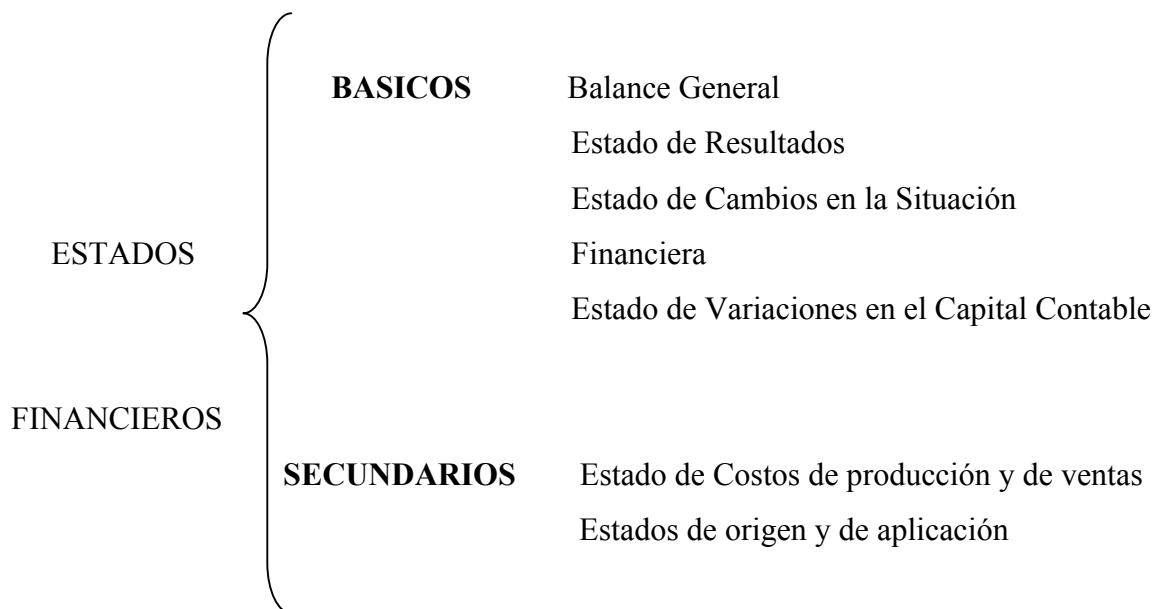 BASICOS Balance General
Estado de Resultados
Estado de Cambios en la Situación
ESTADOS Financiera
Estado de Variaciones en el Capital Contable
FINANCIEROS
SECUNDARIOS Estado de Costos de producción y de ventas
Estados de origen y de aplicación